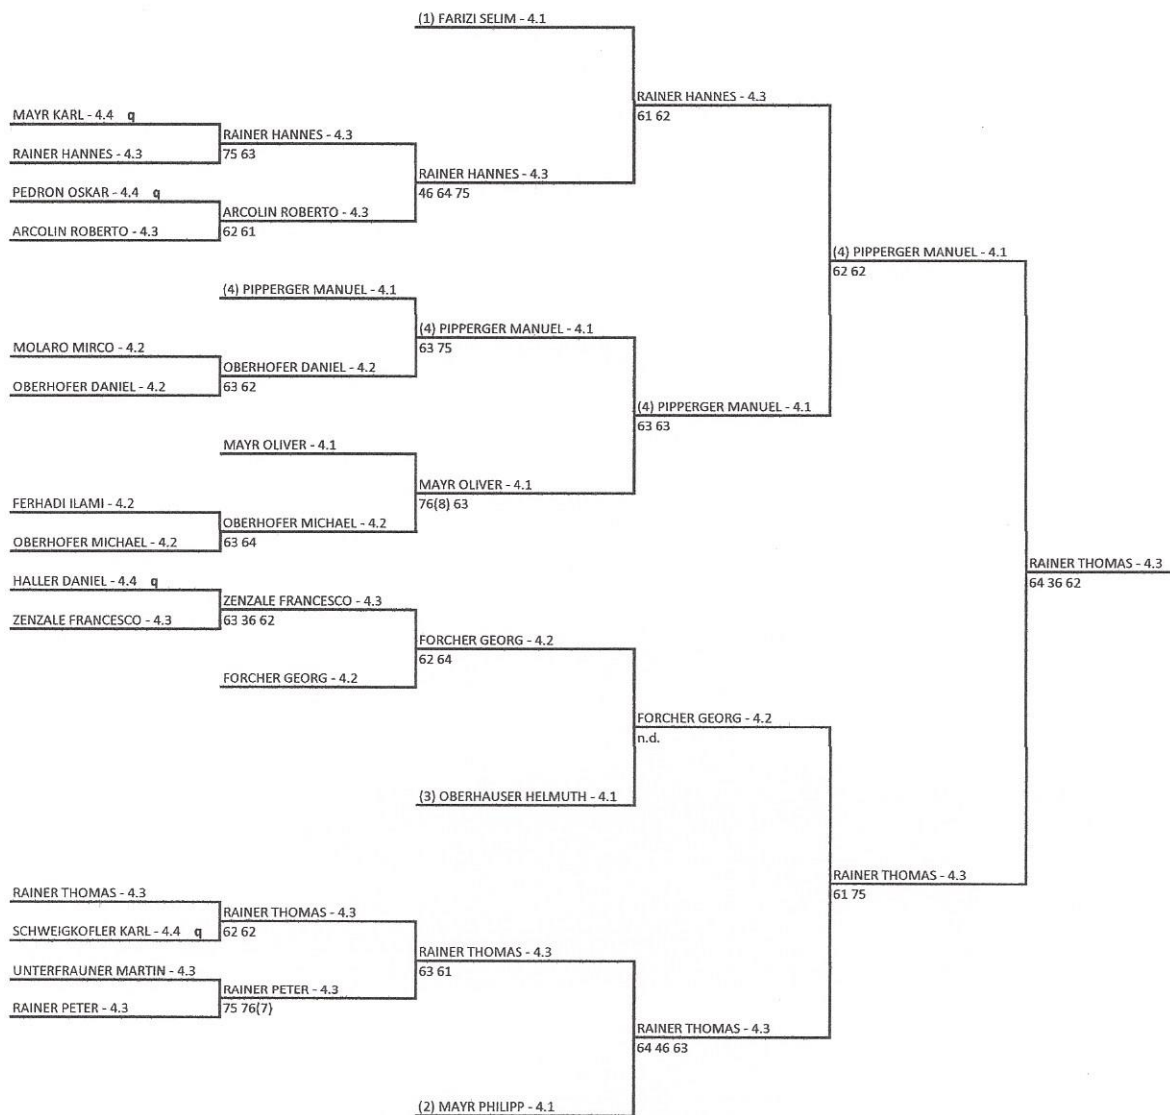 (1) FARIZI SELIM - 4.1
RAINER HANNES - 4.3
61 62
MAYR KARL - 4.4 q
RAINER HANNES - 4.3
75 63
RAINER HANNES - 4.3
RAINER HANNES - 4.3
46 64 75
PEDRON OSKAR - 4.4 q
ARCOLIN ROBERTO - 4.3
62 61
ARCOLIN ROBERTO - 4.3
(4) PIPPERGER MANUEL - 4.1
62 62
(4) PIPPERGER MANUEL - 4.1
(4) PIPPERGER MANUEL - 4.1
63 75
MOLARO MIRCO - 4.2
OBERHOFER DANIEL - 4.2
63 62
OBERHOFER DANIEL - 4.2
(4) PIPPERGER MANUEL - 4.1
63 63
MAYR OLIVER - 4.1
MAYR OLIVER - 4.1
76(8) 63
FERHADI ILAMI - 4.2
OBERHOFER MICHAEL - 4.2
63 64
OBERHOFER MICHAEL - 4.2
RAINER THOMAS - 4.3
64 36 62
HALLER DANIEL - 4.4 q
ZENZALE FRANCESCO - 4.3
63 36 62
ZENZALE FRANCESCO - 4.3
FORCHER GEORG - 4.2
62 64
FORCHER GEORG - 4.2
FORCHER GEORG - 4.2
n.d.
(3) OBERHAUSER HELMUTH - 4.1
RAINER THOMAS - 4.3
61 75
RAINER THOMAS - 4.3
RAINER THOMAS - 4.3
62 62
SCHWEIGKOFLER KARL - 4.4 q
RAINER THOMAS - 4.3
63 61
UNTERFRAUNER MARTIN - 4.3
RAINER PETER - 4.3
75 76(7)
RAINER PETER - 4.3
RAINER THOMAS - 4.3
64 46 63
(2) MAYR PHILIPP - 4.1